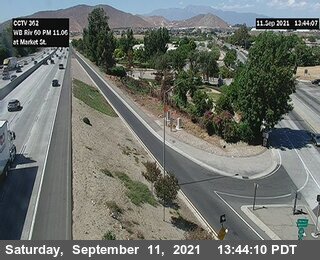 CCTV 362
WB Riv 60 PM 11.06
at Market St.
11.Sep 2021 12:44:07
Saturday, September 11, 2021 13:44:10 PDT